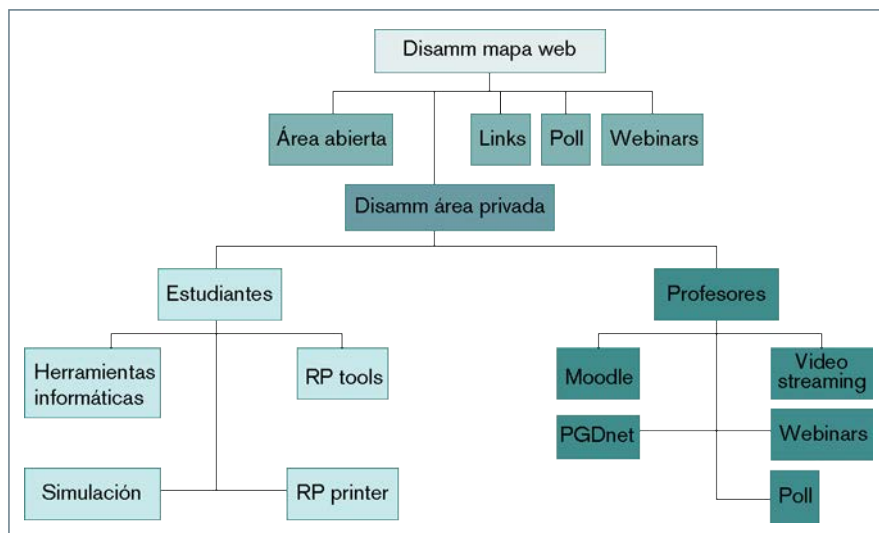 Disamm mapa web
Área abierta
Links
Poll
Webinars
Disamm área privada
Estudiantes
Profesores
Herramientas
informáticas
RP tools
Moodle
Video
streaming
PGDnet
Webinars
Simulación
RP printer
Poll